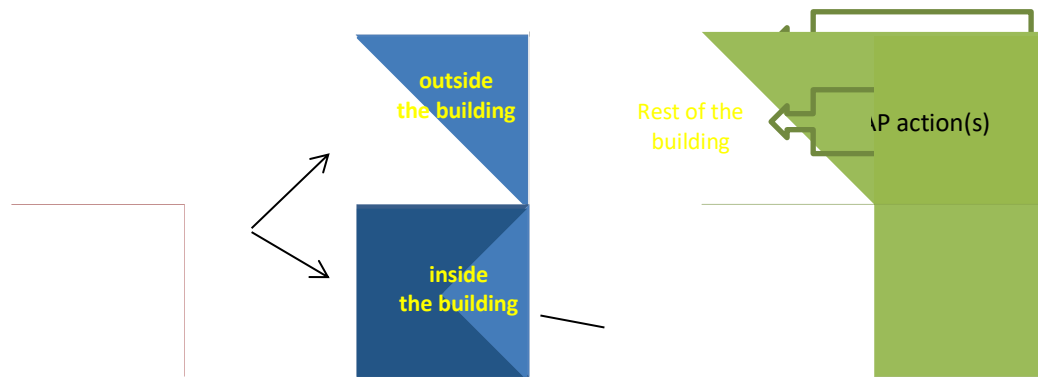 outside
the building
Rest of the
building
AP action(s)
inside
the building